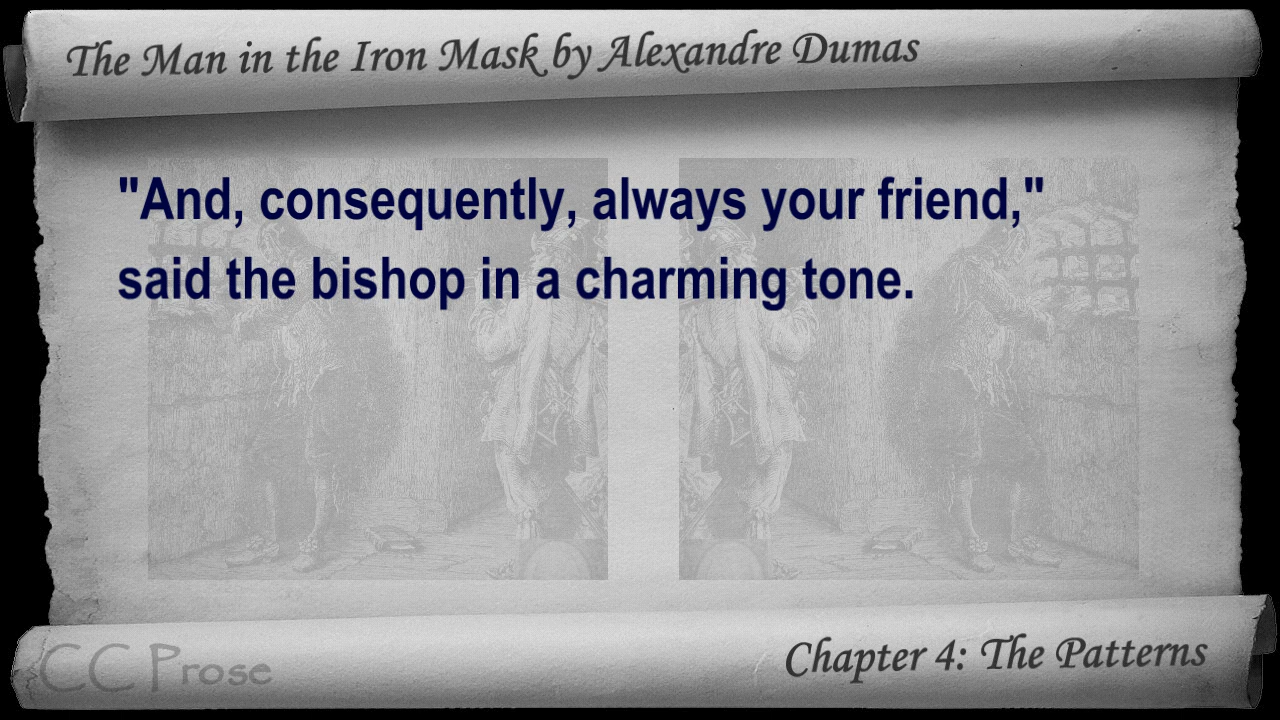 The Man in the Iron Mask by Alexandre Dumas
"And, consequently, always your friend,"
said the bishop in a charming tone.
CC Prose
Chapter 4: The Patterns